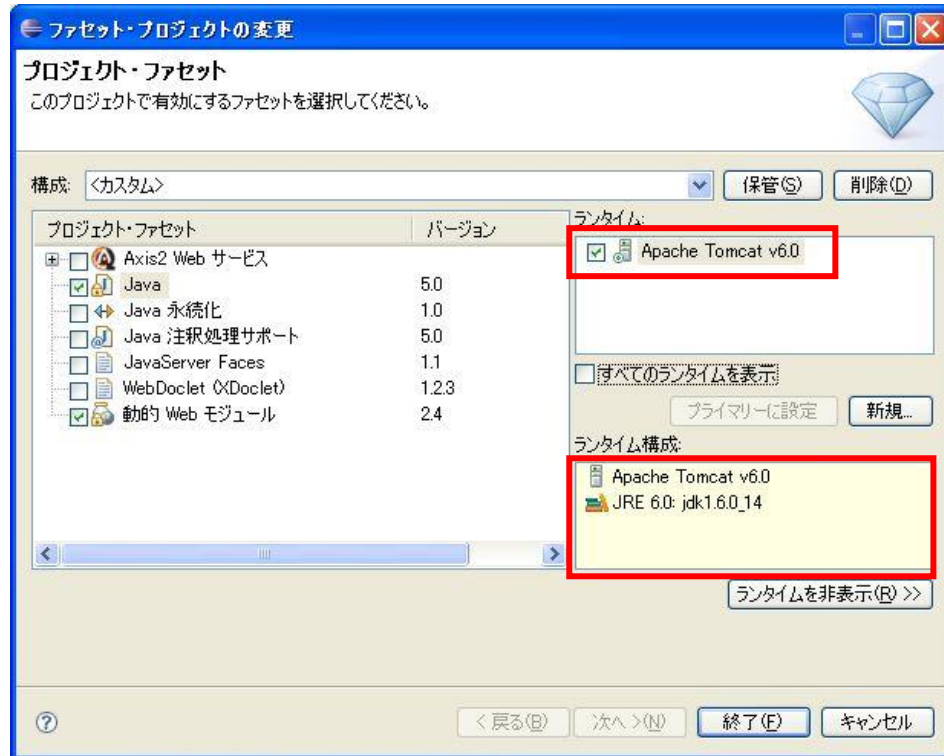 ファセット・プロジェクトの変更
プロジェクト・ファセット
このプロジェクトで有効にするファセットを選択してください。
構成: <カスタム> 保管(S) 削除(D)
プロジェクト・ファセット バージョン
Axis2 Web サービス
Java 5.0
Java 永続化 1.0
Java 注釈処理サポート 5.0
JavaServer Faces 1.1
WebDoclet (XDoclet) 1.2.3
動的 Web モジュール 2.4
ランタイム:
Apache Tomcat v6.0
すべてのランタイムを表示
プライマリーに設定 新規...
ランタイム構成:
Apache Tomcat v6.0
JRE 6.0: jdk1.6.0_14
ランタイムを非表示(R) >>
< 戻る(B) 次へ >(N) 終了(F) キャンセル